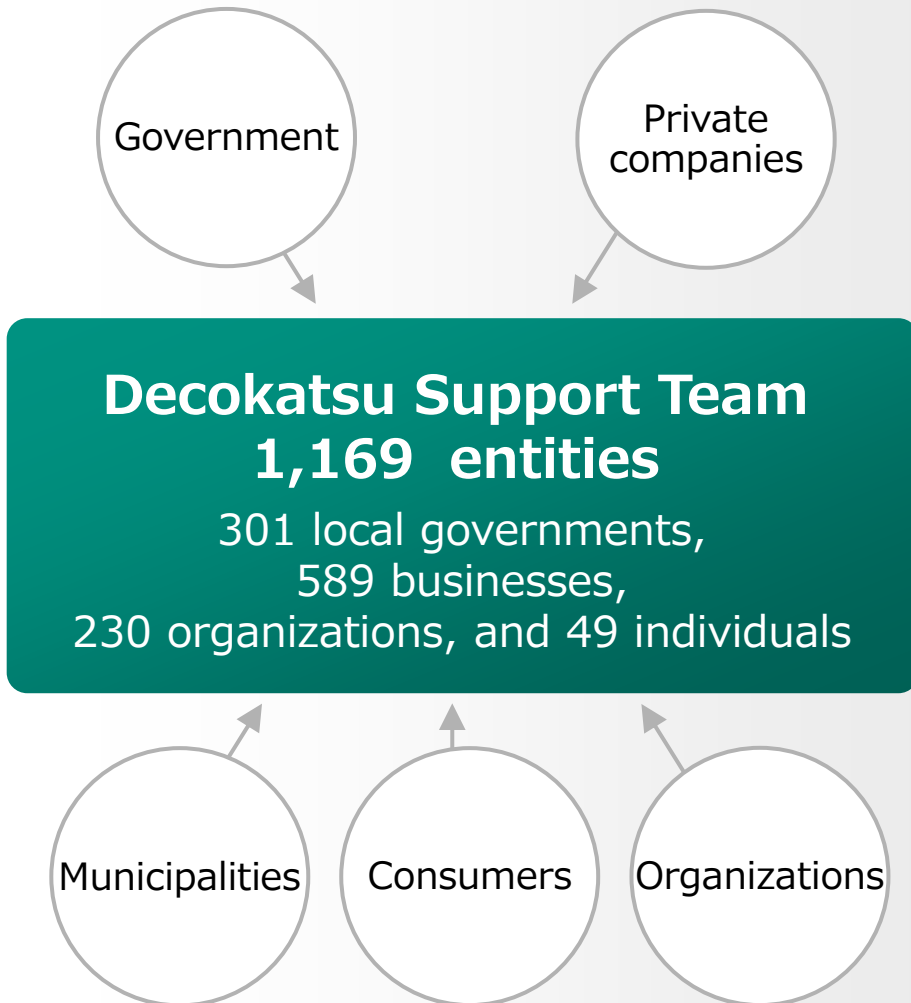 Government
Private
companies
Decokatsu Support Team
1,169 entities
301 local governments,
589 businesses,
230 organizations, and 49 individuals
Municipalities
Consumers
Organizations